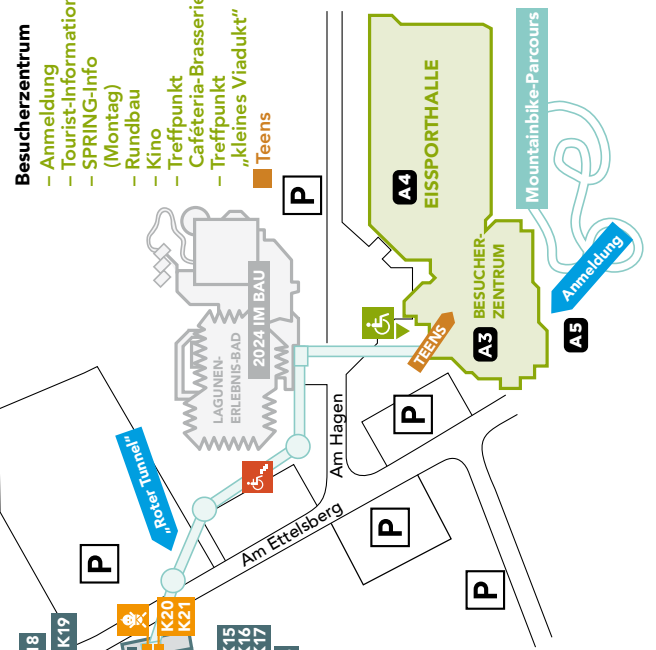 Besucherzentrum
– Anmeldung
– Tourist-Information
– SPRING-Info
(Montag)
– Rundbau
– Kino
– Treffpunkt
Caféteria-Brasserie
– Treffpunkt
„kleines Viadukt“
Teens
P
A4
EISSPORTHALLE
Mountainbike-Parcours
BESUCHER-
ZENTRUM
A3
TEENS
Anmeldung
A5
2024 IM BAU
LAGUNEN-
ERLEBNIS-BAD
„Roter Tunnel“
Am Hagen
Am Ettelsberg
P
P
P
P
K20
K21
K19
K15
K16
K17